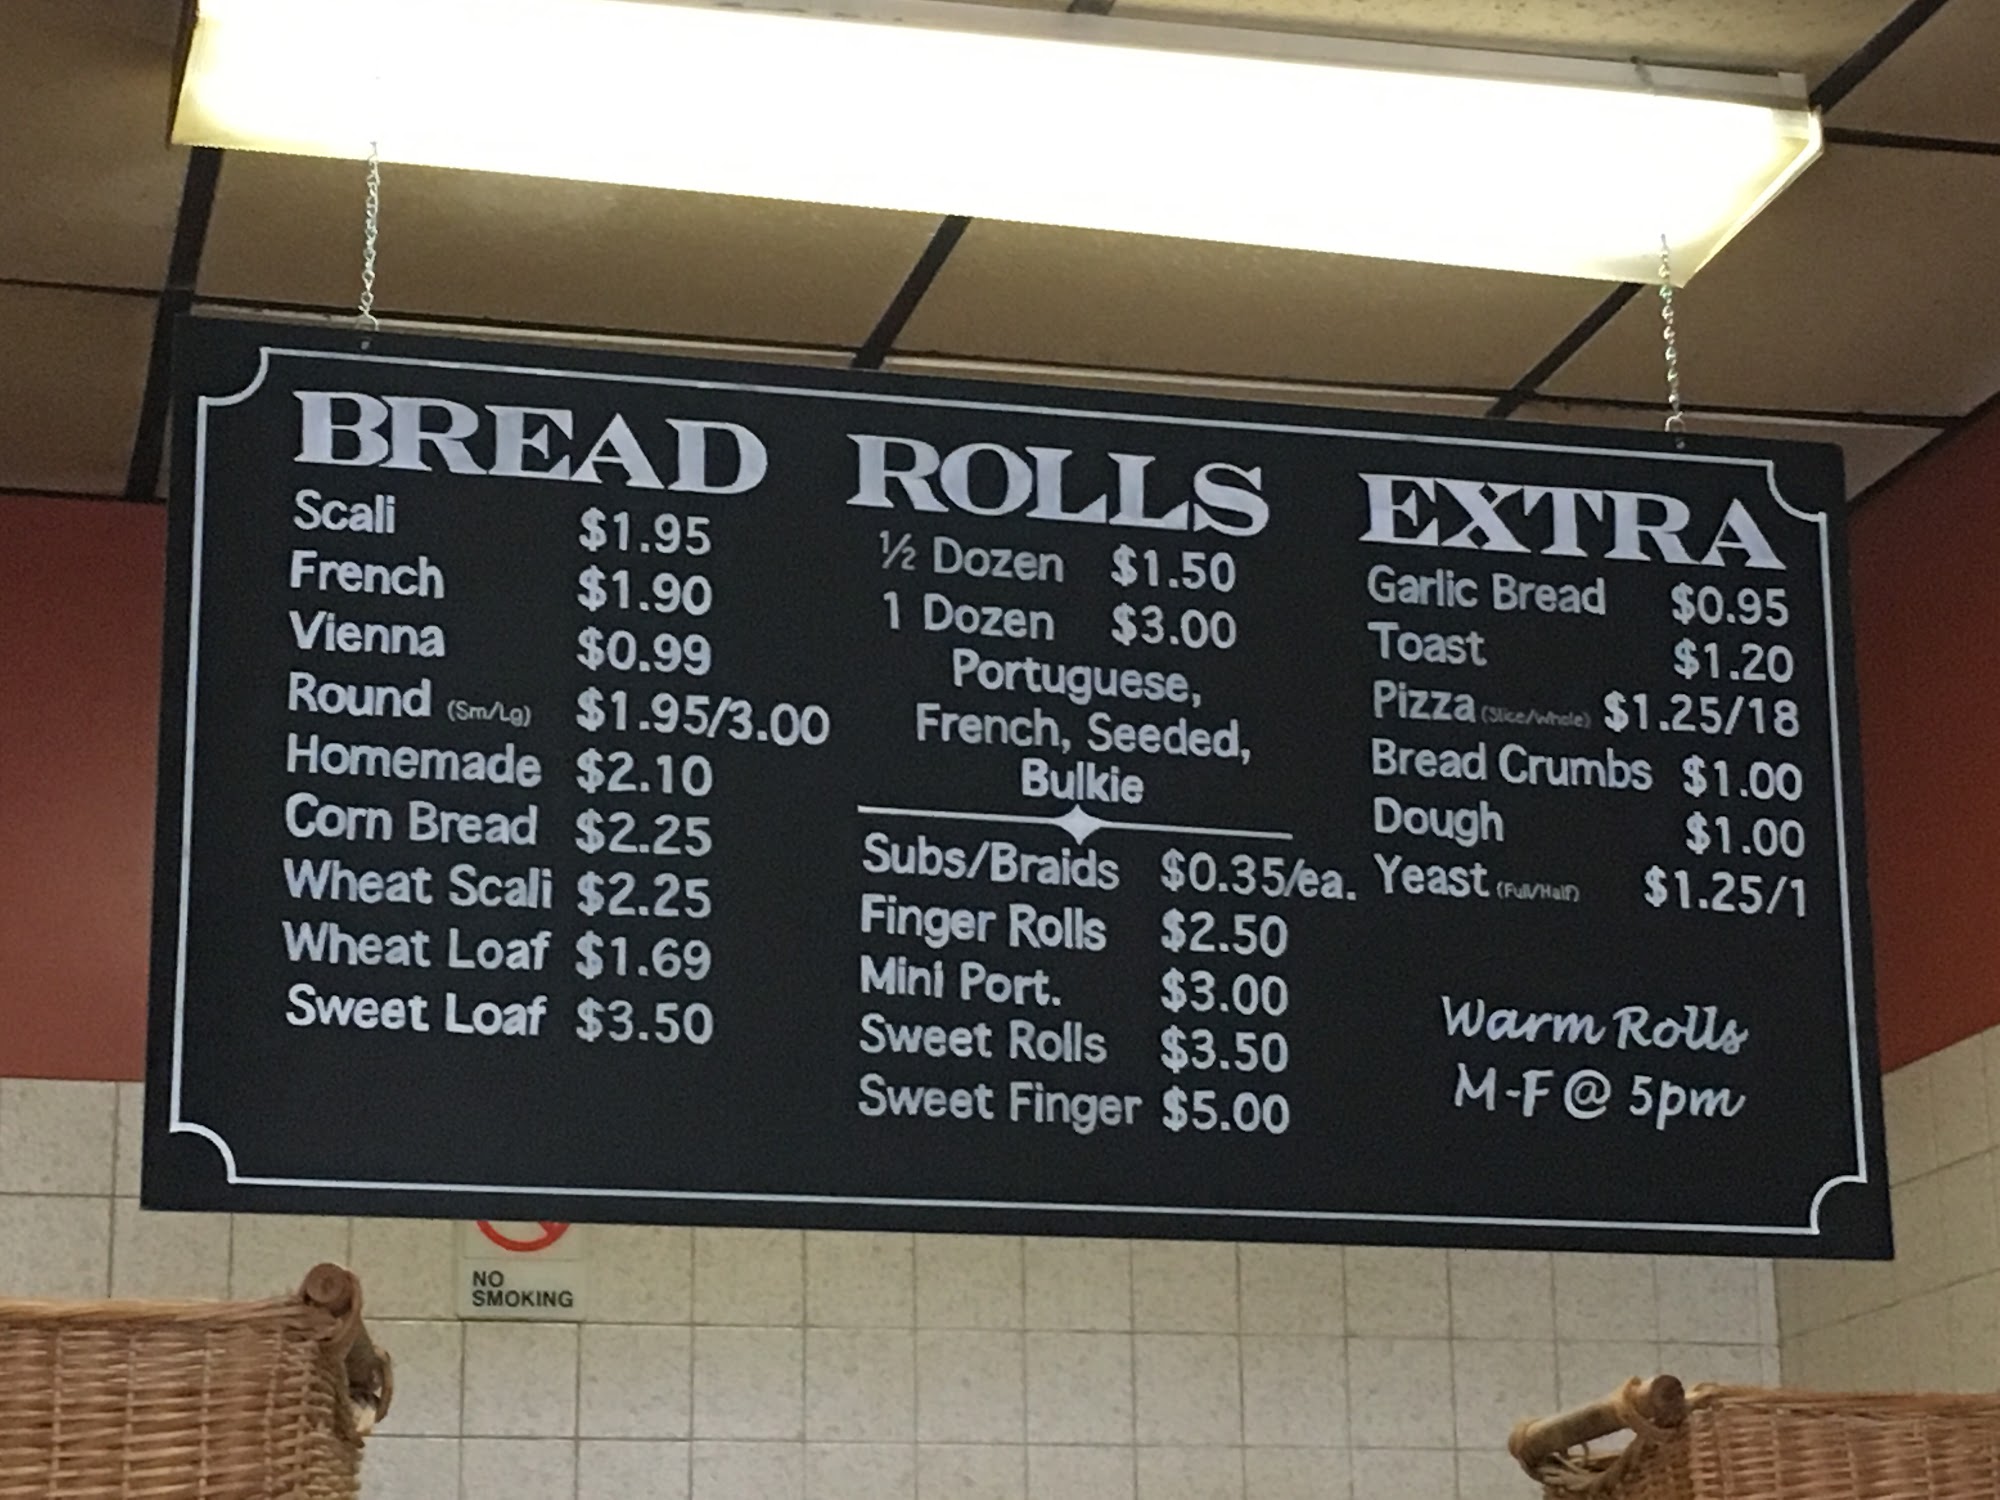 BREAD
Scali $1.95
French $1.90
Vienna $0.99
Round (Sm/Lg) $1.95/3.00
Homemade $2.10
Corn Bread $2.25
Wheat Scali $2.25
Wheat Loaf $1.69
Sweet Loaf $3.50
ROLLS
½ Dozen $1.50
1 Dozen $3.00
Portuguese,
French, Seeded,
Bulkie
Subs/Braids $0.35/ea.
Finger Rolls $2.50
Mini Port. $3.00
Sweet Rolls $3.50
Sweet Finger $5.00
EXTRA
Garlic Bread $0.95
Toast $1.20
Pizza (Slice/Whole) $1.25/18
Bread Crumbs $1.00
Dough $1.00
Yeast (Full/Half) $1.25/1
Warm Rolls
M-F @ 5pm
NO
SMOKING